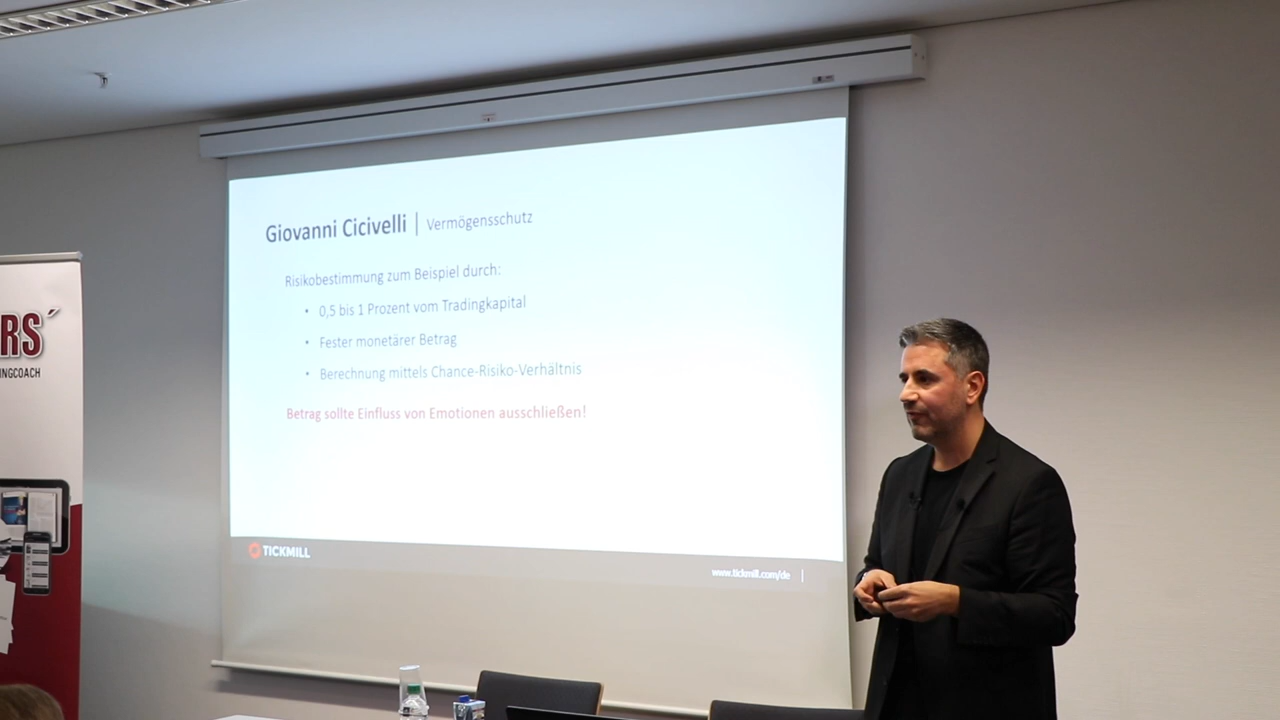 Giovanni Cicivelli | Vermögensschutz
Risikobestimmung zum Beispiel durch:
• 0,5 bis 1 Prozent vom Tradingkapital
• Fester monetärer Betrag
• Berechnung mittels Chance-Risiko-Verhältnis
Betrag sollte Einfluss von Emotionen ausschließen!
TICKMILL
www.tickmill.com/de |
RS´
INGCOACH